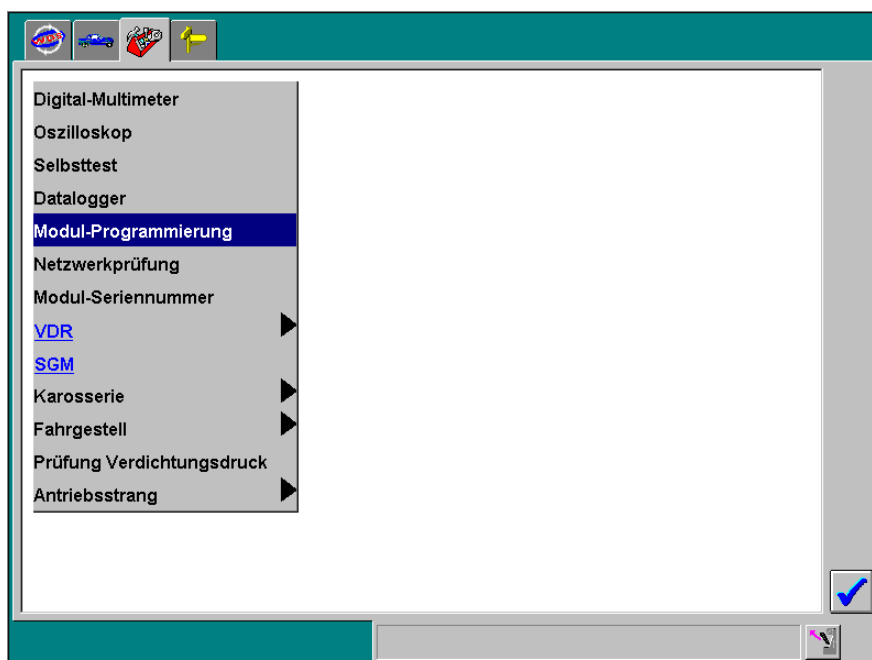 Digital-Multimeter
Oszilloskop
Selbsttest
Datalogger
Modul-Programmierung
Netzwerkprüfung
Modul-Seriennummer
VDR
SGM
Karosserie
Fahrgestell
Prüfung Verdichtungsdruck
Antriebsstrang